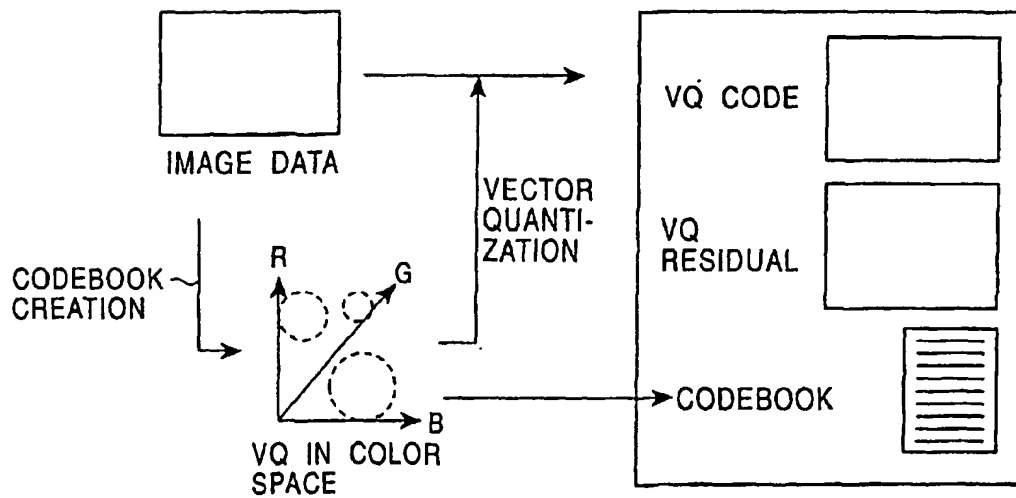 IMAGE DATA
CODEBOOK
CREATION
R
G
B
VQ IN COLOR
SPACE
VECTOR
QUANTI-
ZATION
VQ CODE
VQ
RESIDUAL
CODEBOOK